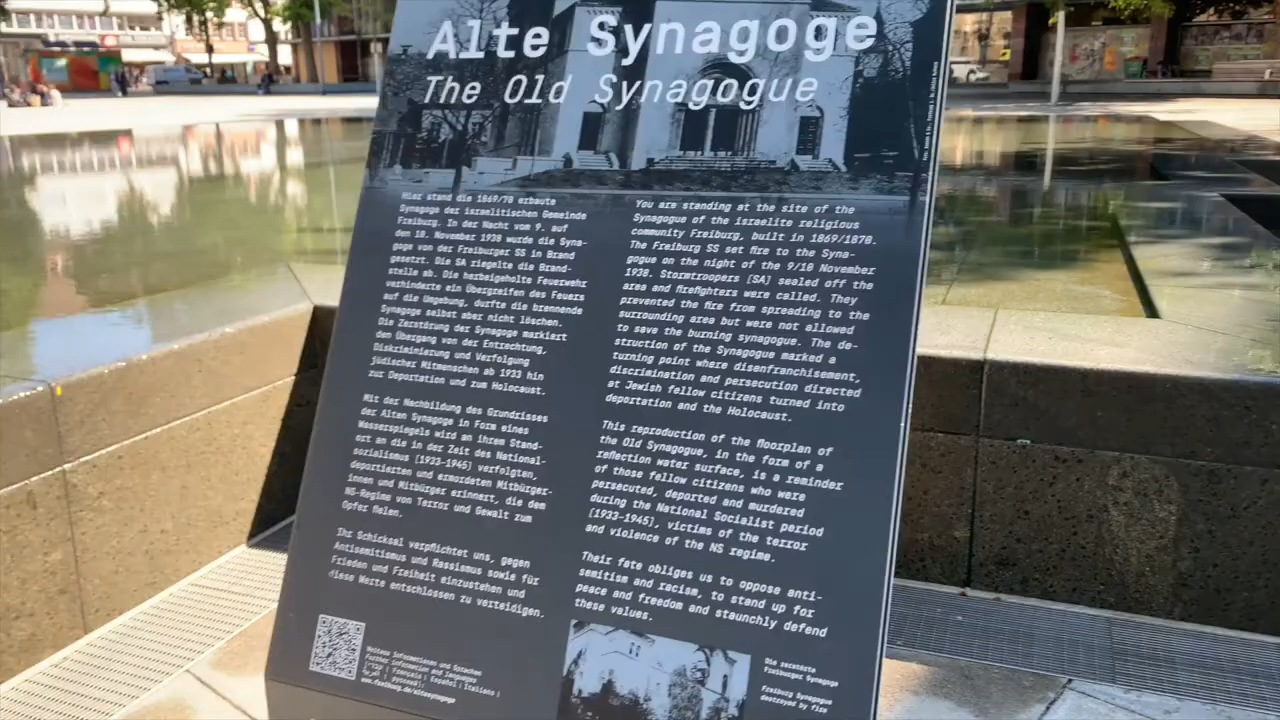 Alte Synagoge
The Old Synagogue
Hier stand die 1869/70 erbaute
Synagoge der israelitischen Gemeinde
Freiburg. In der Nacht vom 9. auf
den 10. November 1938 wurde die Syna-
goge von der Freiburger SS in Brand
gesetzt. Die SA riegelte die Brand-
stelle ab. Die herbeigeholte Feuerwehr
verhinderte ein Übergreifen des Feuers
auf die Umgebung, durfte die brennende
Synagoge selbst aber nicht löschen.
Die Zerstörung der Synagoge markiert
den Übergang von der Entrechtung,
Diskriminierung und Verfolgung
jüdischer Mitmenschen ab 1933 hin
zur Deportation und zum Holocaust.
Mit der Nachbildung des Grundrisses
der Alten Synagoge in Form eines
Wasserspiegels wird an ihrem Stand-
ort an die in der Zeit des National-
sozialismus [1933-1945] verfolgten,
deportierten und ermordeten Mitbürger-
innen und Mitbürger erinnert, die dem
NS-Regime von Terror und Gewalt zum
Opfer fielen.
Ihr Schicksal verpflichtet uns, gegen
Antisemitismus und Rassismus sowie für
Frieden und Freiheit einzustehen und
diese Werte entschlossen zu verteidigen.
You are standing at the site of the
Synagogue of the israelite religious
community Freiburg, built in 1869/1870.
The Freiburg SS set fire to the Syna-
gogue on the night of the 9/10 November
1938. Stormtroopers [SA] sealed off the
area and firefighters were called. They
prevented the fire from spreading to the
surrounding area but were not allowed
to save the burning synagogue. The de-
struction of the Synagogue marked a
turning point where disenfranchisement,
discrimination and persecution directed
at Jewish fellow citizens turned into
deportation and the Holocaust.
This reproduction of the floorplan of
the Old Synagogue, in the form of a
reflection water surface, is a reminder
of those fellow citizens who were
persecuted, deported and murdered
during the National Socialist period
[1933-1945], victims of the terror
and violence of the NS regime.
Their fate obliges us to oppose anti-
semitism and racism, to stand up for
peace and freedom and staunchly defend
these values.
Weitere Informationen und Sprachen
Further information and languages
Français | Español | Italiano |
www.freiburg.de/altesynagoge
Die zerstörte
Freiburger Synagoge
Freiburg Synagogue
destroyed by fire